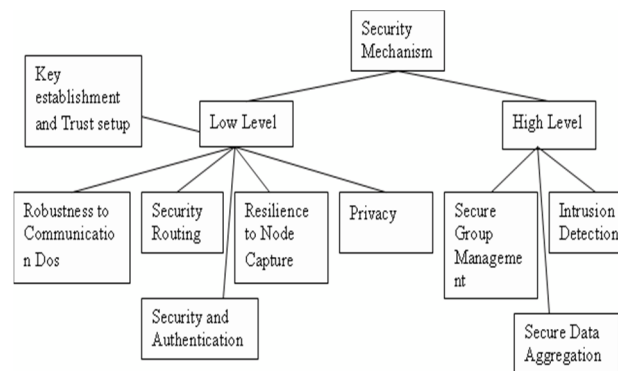 Security
Mechanism
Key
establishment
and Trust setup
Low Level
High Level
Robustness to
Communicatio
n Dos
Security
Routing
Resilience
to Node
Capture
Privacy
Secure
Group
Manageme
nt
Intrusion
Detection
Security and
Authentication
Secure Data
Aggregation